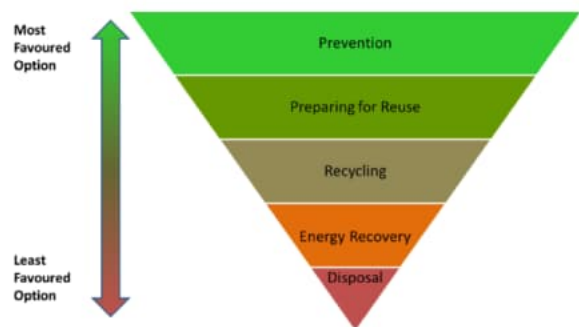 Most
Favoured
Option
Prevention
Preparing for Reuse
Recycling
Energy Recovery
Least
Favoured
Option
Disposal